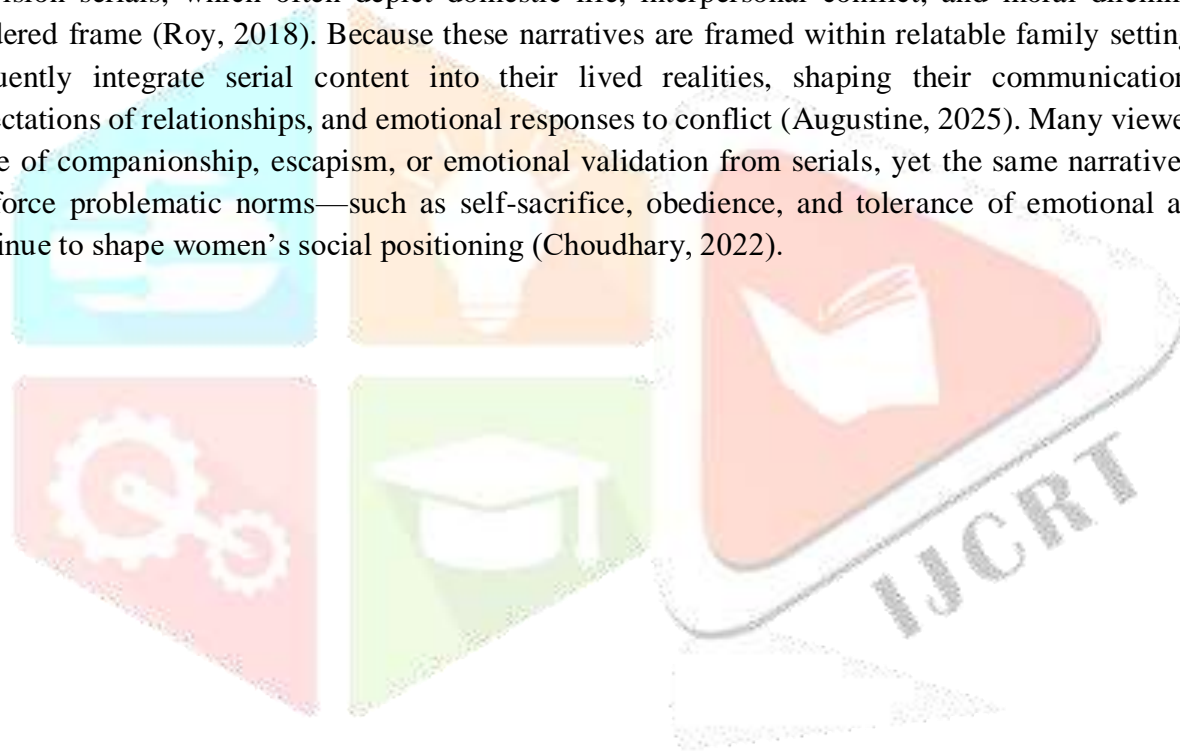 vision serials, which often depict domestic life, interpersonal conflict, and moral dilemm
dered frame (Roy, 2018). Because these narratives are framed within relatable family setting
uently integrate serial content into their lived realities, shaping their communication
ectations of relationships, and emotional responses to conflict (Augustine, 2025). Many viewe
e of companionship, escapism, or emotional validation from serials, yet the same narrative
force problematic norms—such as self-sacrifice, obedience, and tolerance of emotional a
inue to shape women’s social positioning (Choudhary, 2022).
IJCRT